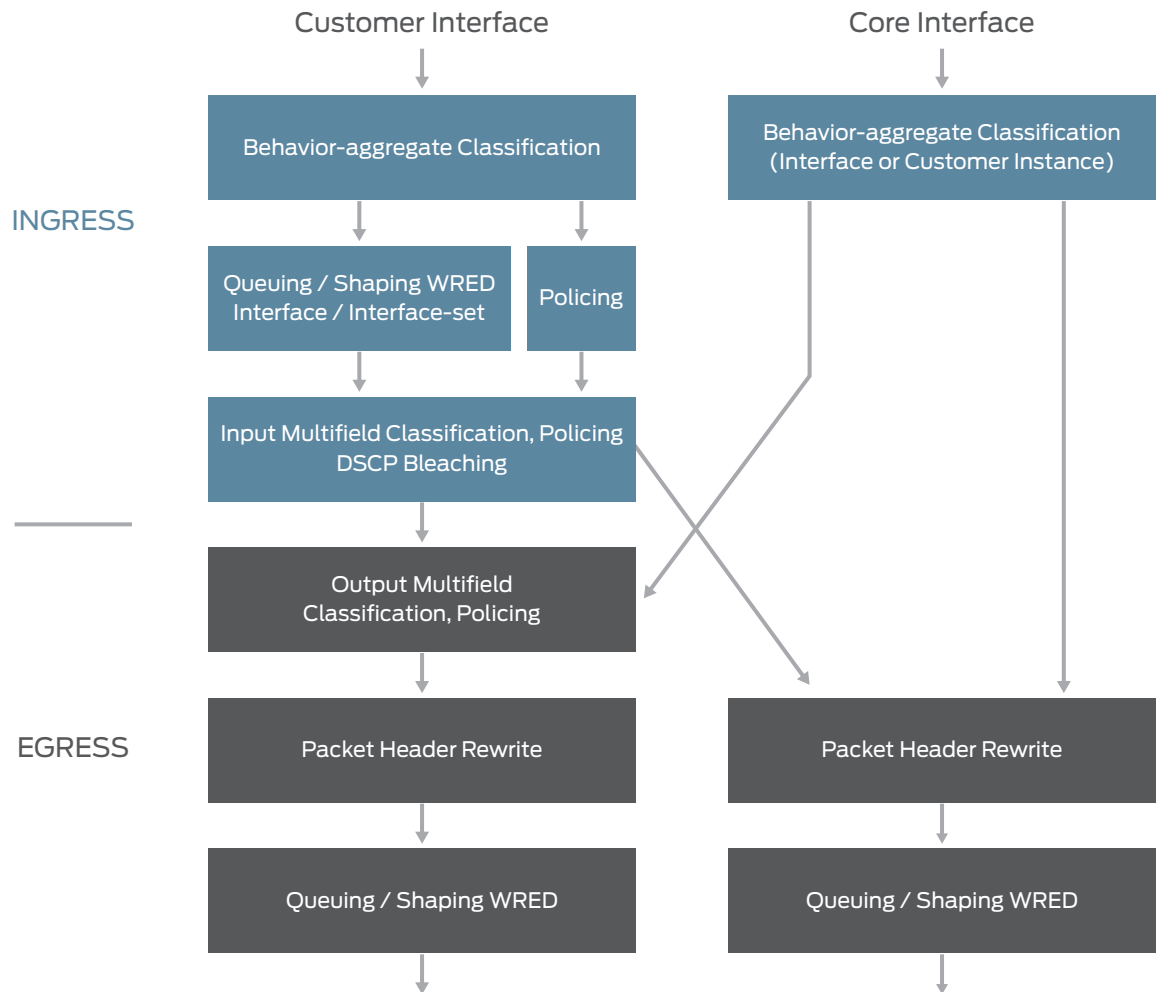 Customer Interface
Core Interface
Behavior-aggregate Classification
Behavior-aggregate Classification
(Interface or Customer Instance)
INGRESS
Queuing / Shaping WRED
Interface / Interface-set
Policing
Input Multifield Classification, Policing
DSCP Bleaching
Output Multifield
Classification, Policing
EGRESS
Packet Header Rewrite
Packet Header Rewrite
Queuing / Shaping WRED
Queuing / Shaping WRED